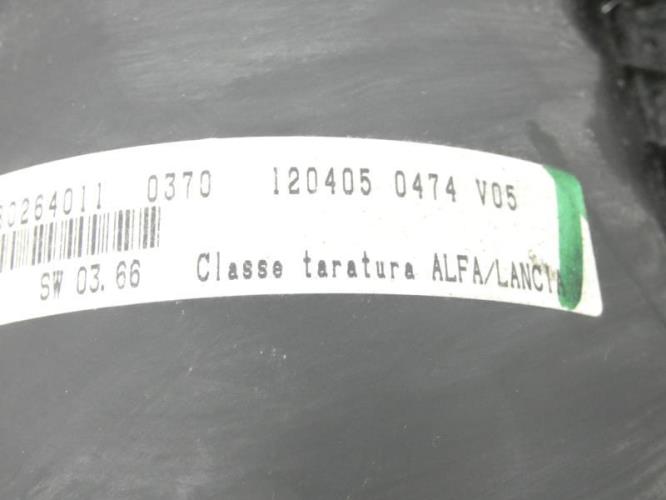 0264011 0370 120405 0474 V05
SW 03.66 Classe taratura ALFA/LANCIA